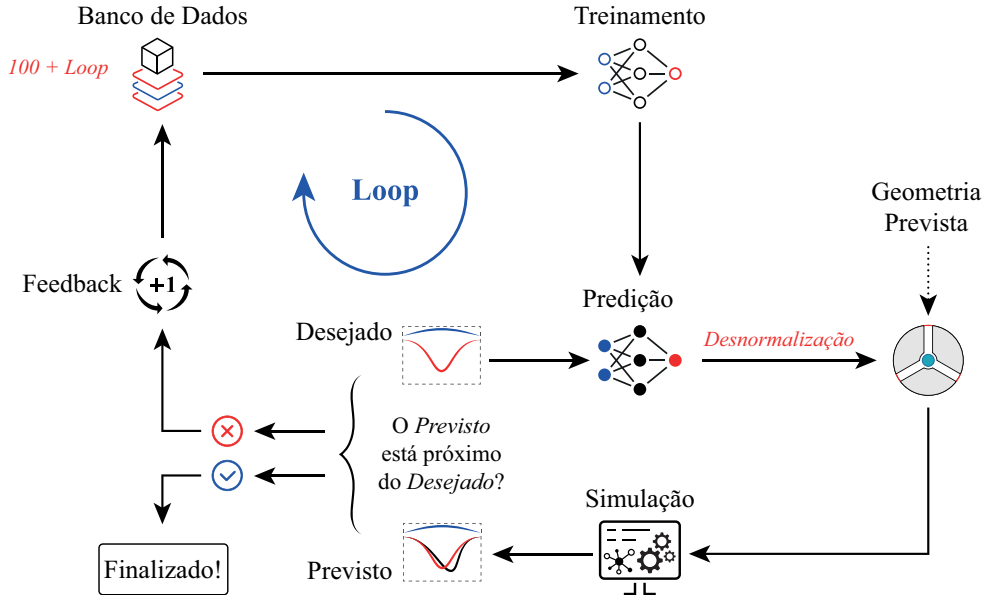 Banco de Dados
Treinamento
100 + Loop
Loop
Geometria
Prevista
Feedback
+1
Predição
Desejado
Desnormalização
O Previsto
está próximo
do Desejado?
Simulação
Previsto
Finalizado!